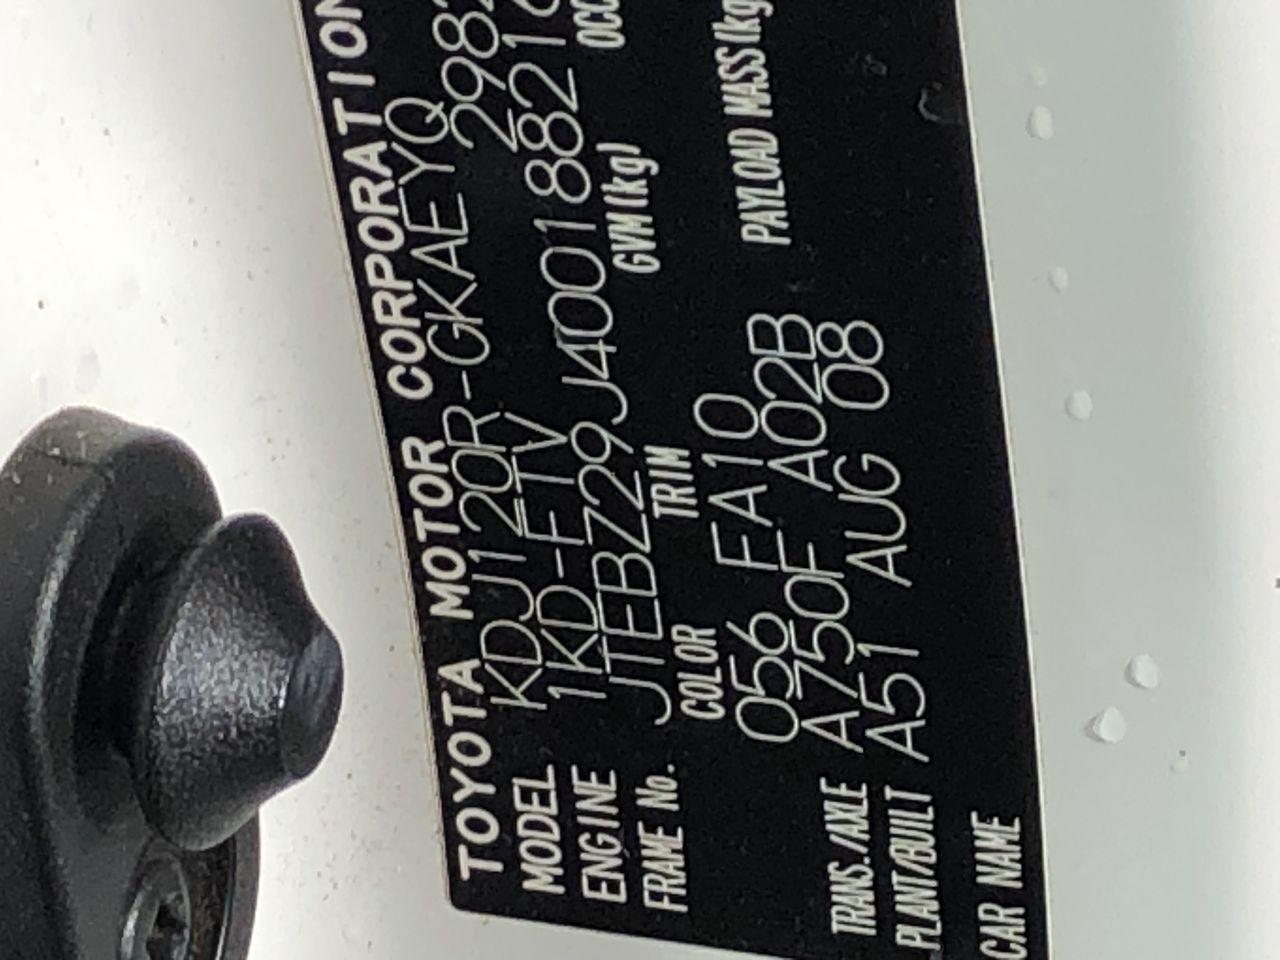 TOYOTA MOTOR CORPORATION
MODEL KDJ120R-GKAEYQ
ENGINE 1KD-FTV
FRAME No. JTEBZ29J400188216
COLOR TRIM GVM(kg) OCC
056 FA10
TRANS./AXLE A750F A02B PAYLOAD MASS(kg
PLANT/BUILT A51 AUG 08
CAR NAME